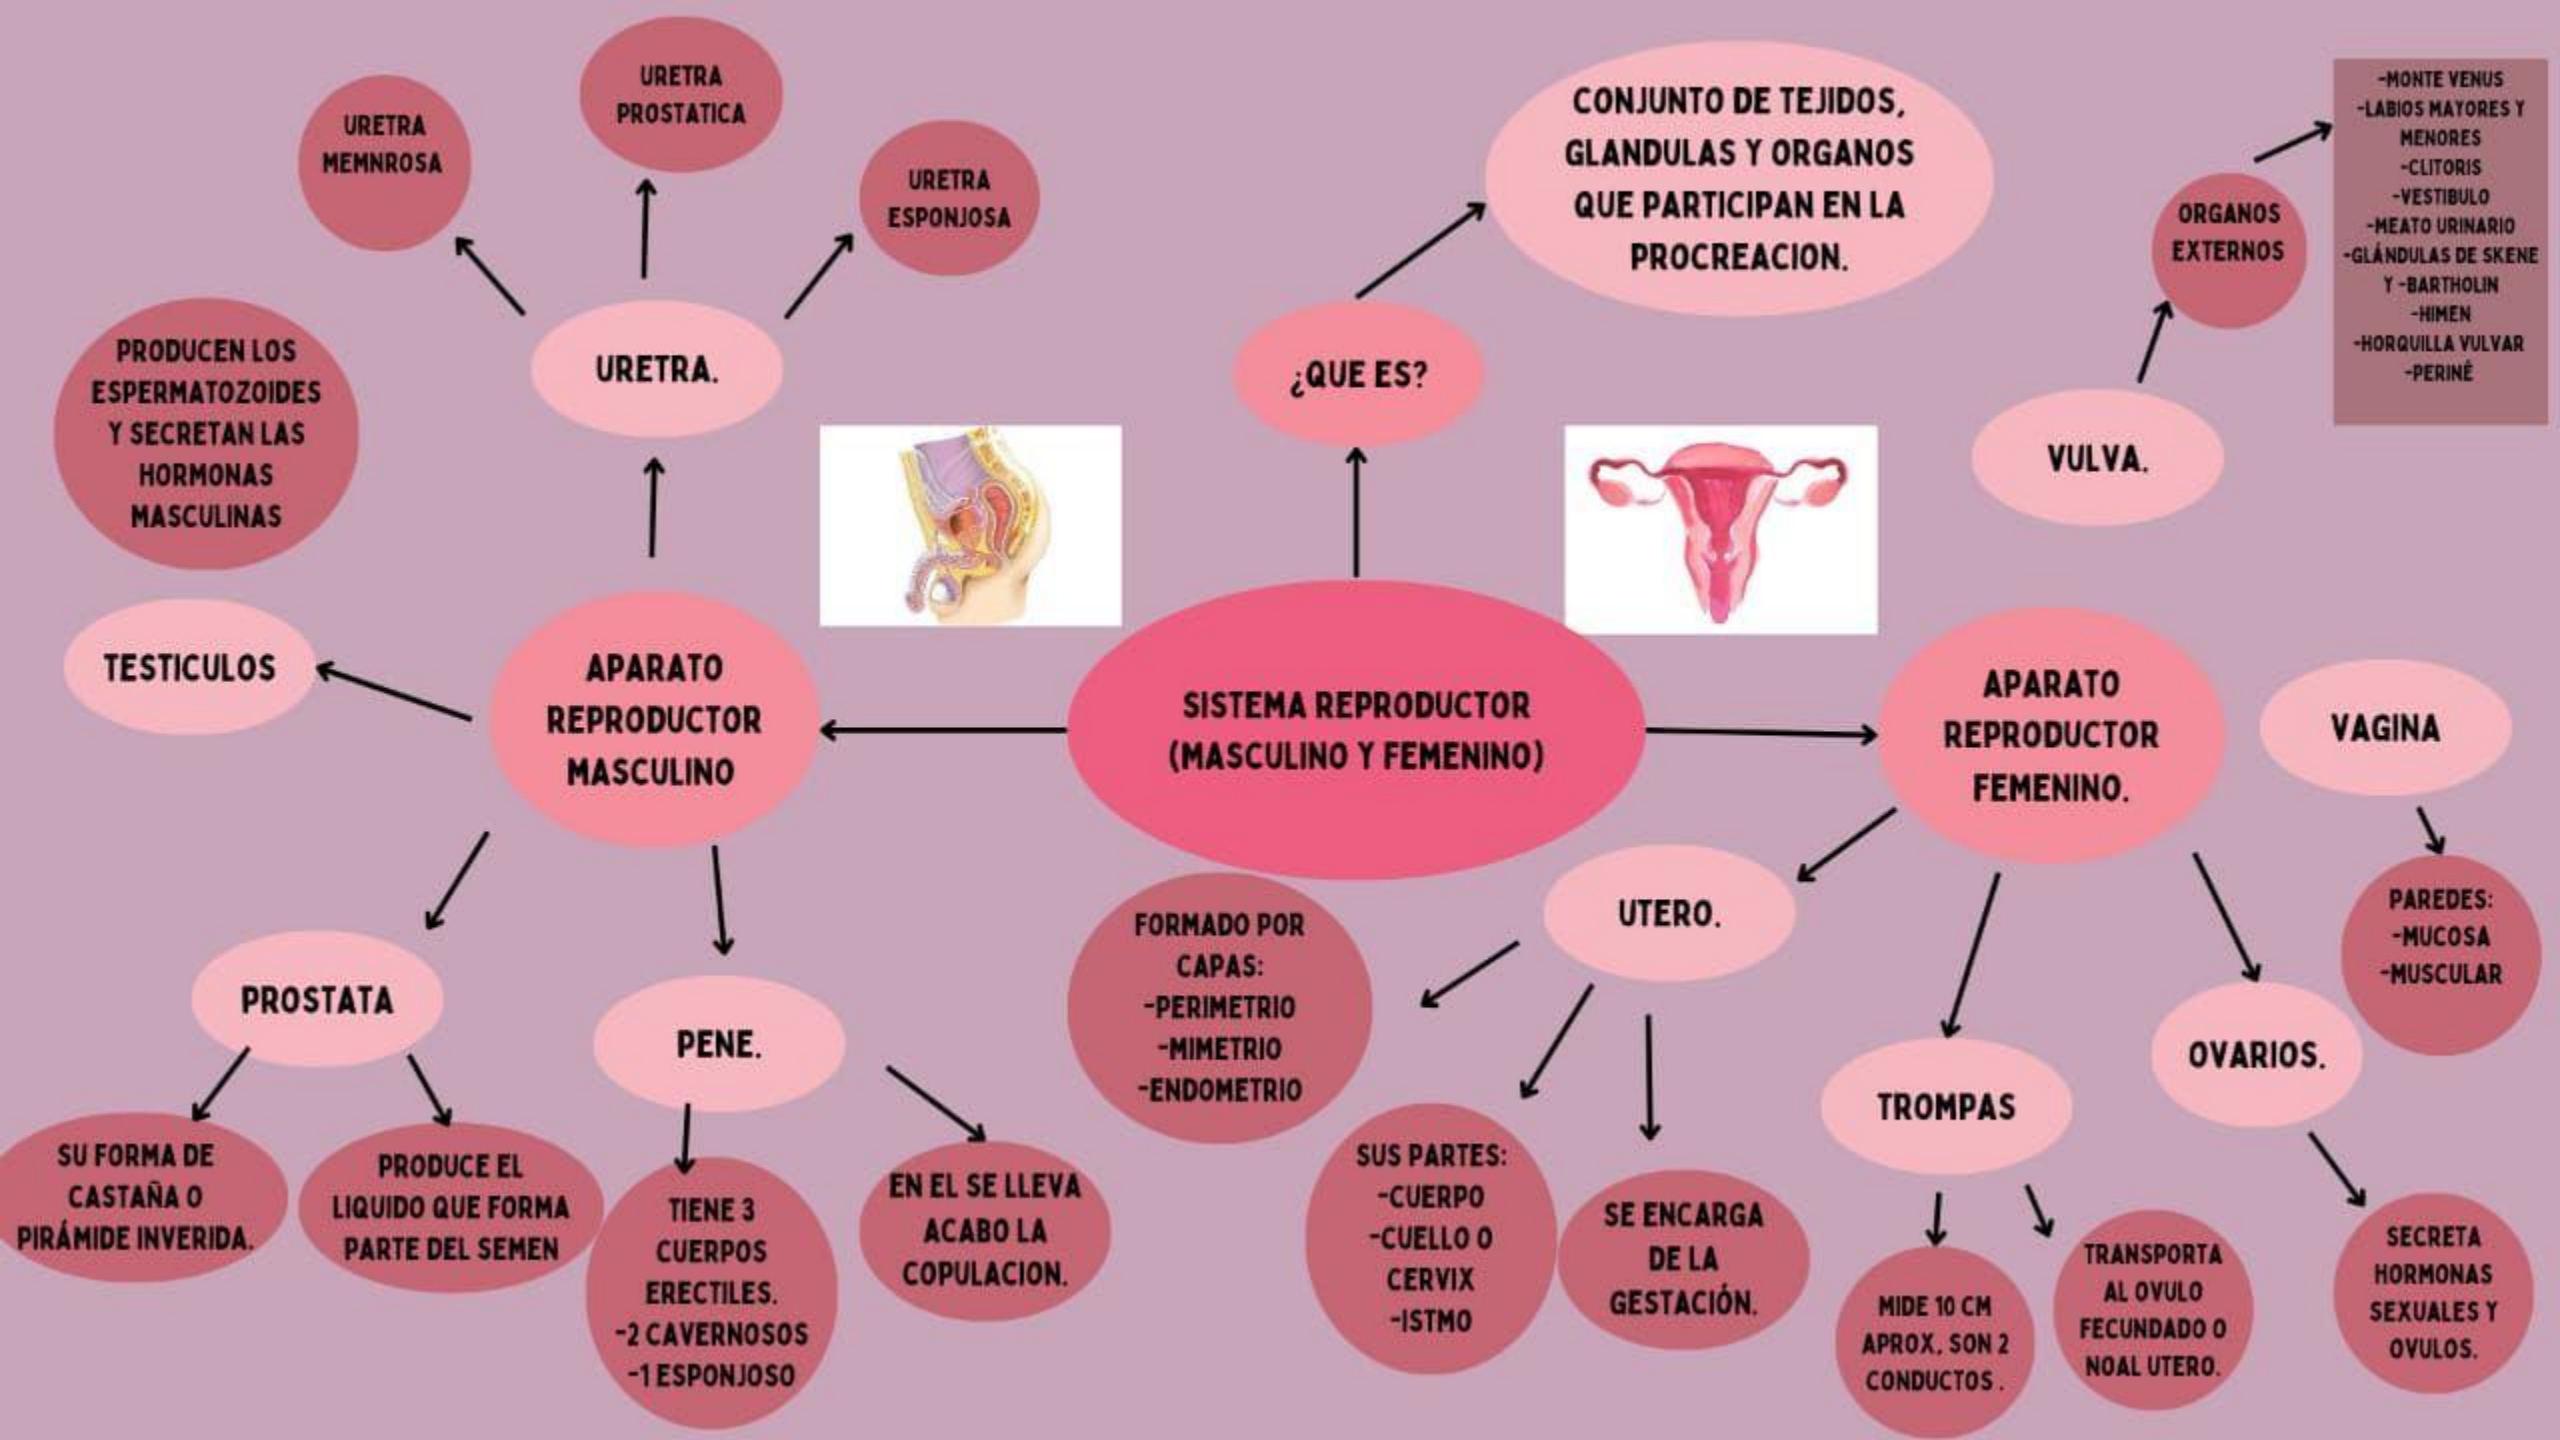 SISTEMA REPRODUCTOR
(MASCULINO Y FEMENINO)
¿QUE ES?
CONJUNTO DE TEJIDOS,
GLANDULAS Y ORGANOS
QUE PARTICIPAN EN LA
PROCREACION.
APARATO
REPRODUCTOR
MASCULINO
URETRA.
URETRA
MEMNROSA
URETRA
PROSTATICA
URETRA
ESPONJOSA
PRODUCEN LOS
ESPERMATOZOIDES
Y SECRETAN LAS
HORMONAS
MASCULINAS
TESTICULOS
PROSTATA
SU FORMA DE
CASTAÑA O
PIRÁMIDE INVERIDA.
PRODUCE EL
LIQUIDO QUE FORMA
PARTE DEL SEMEN
PENE.
TIENE 3
CUERPOS
ERECTILES.
-2 CAVERNOSOS
-1 ESPONJOSO
EN EL SE LLEVA
ACABO LA
COPULACION.
APARATO
REPRODUCTOR
FEMENINO.
VULVA.
ORGANOS
EXTERNOS
-MONTE VENUS
-LABIOS MAYORES Y
MENORES
-CLITORIS
-VESTIBULO
-MEATO URINARIO
-GLÁNDULAS DE SKENE
Y -BARTHOLIN
-HIMEN
-HORQUILLA VULVAR
-PERINÊ
VAGINA
PAREDES:
-MUCOSA
-MUSCULAR
UTERO.
FORMADO POR
CAPAS:
-PERIMETRIO
-MIMETRIO
-ENDOMETRIO
SUS PARTES:
-CUERPO
-CUELLO O
CERVIX
-ISTMO
SE ENCARGA
DE LA
GESTACIÓN.
TROMPAS
MIDE 10 CM
APROX, SON 2
CONDUCTOS .
TRANSPORTA
AL OVULO
FECUNDADO O
NOAL UTERO.
OVARIOS.
SECRETA
HORMONAS
SEXUALES Y
OVULOS.